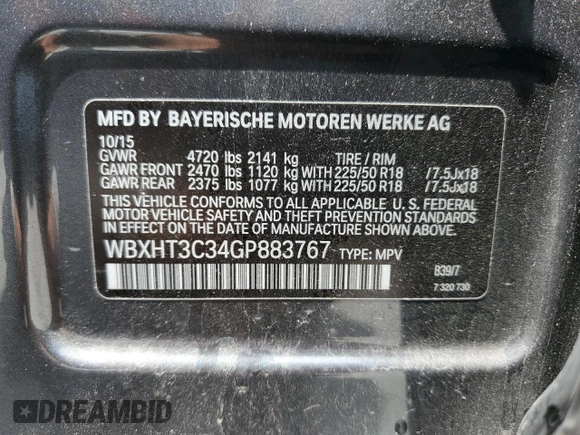 MFD BY BAYERISCHE MOTOREN WERKE AG
10/15
GVWR 4720 lbs 2141 kg TIRE / RIM
GAWR FRONT 2470 lbs 1120 kg WITH 225/50 R18 /7.5Jx18
GAWR REAR 2375 lbs 1077 kg WITH 225/50 R18 /7.5Jx18
THIS VEHICLE CONFORMS TO ALL APPLICABLE U. S. FEDERAL
MOTOR VEHICLE SAFETY AND THEFT PREVENTION STANDARDS
IN EFFECT ON THE DATE OF MANUFACTURE SHOWN ABOVE.
WBXHT3C34GP883767 TYPE: MPV
B39/7
7 320 730
DREAMBID